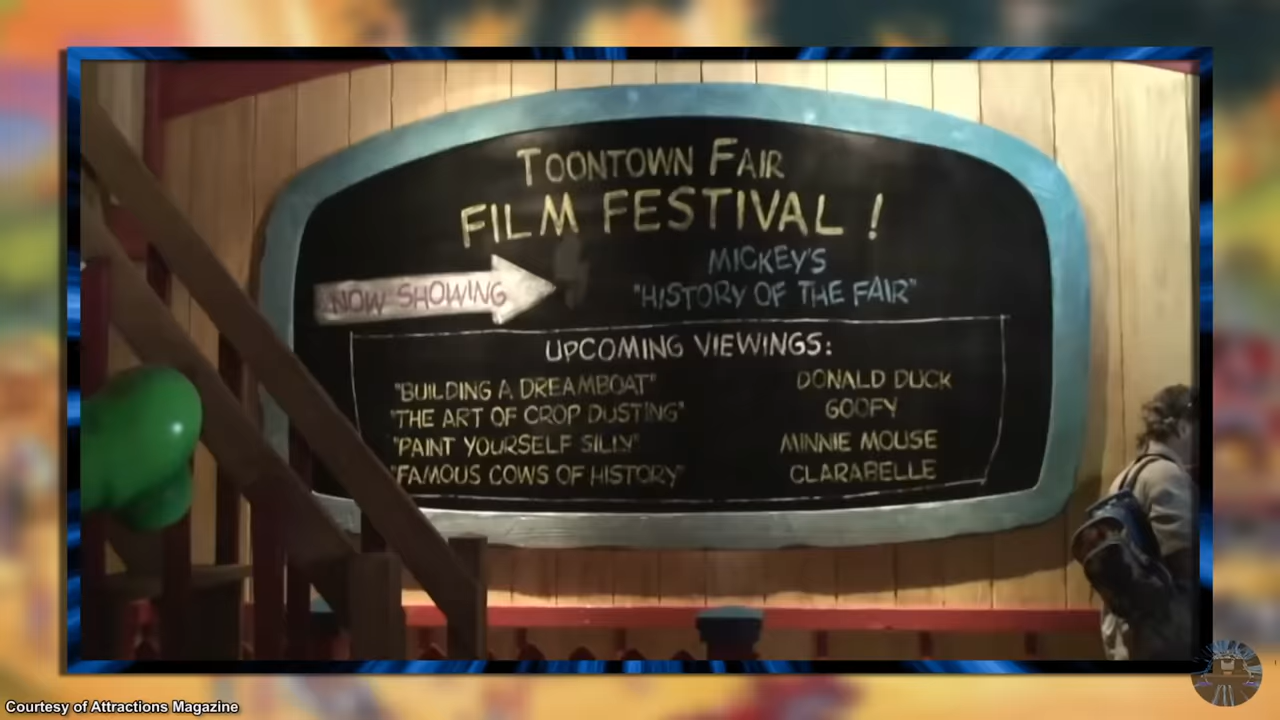 TOONTOWN FAIR
FILM FESTIVAL!
NOW SHOWING
MICKEY'S
"HISTORY OF THE FAIR"
UPCOMING VIEWINGS:
"BUILDING A DREAMBOAT" DONALD DUCK
"THE ART OF CROP DUSTING" GOOFY
"PAINT YOURSELF SILLY" MINNIE MOUSE
"FAMOUS COWS OF HISTORY" CLARABELLE
Courtesy of Attractions Magazine